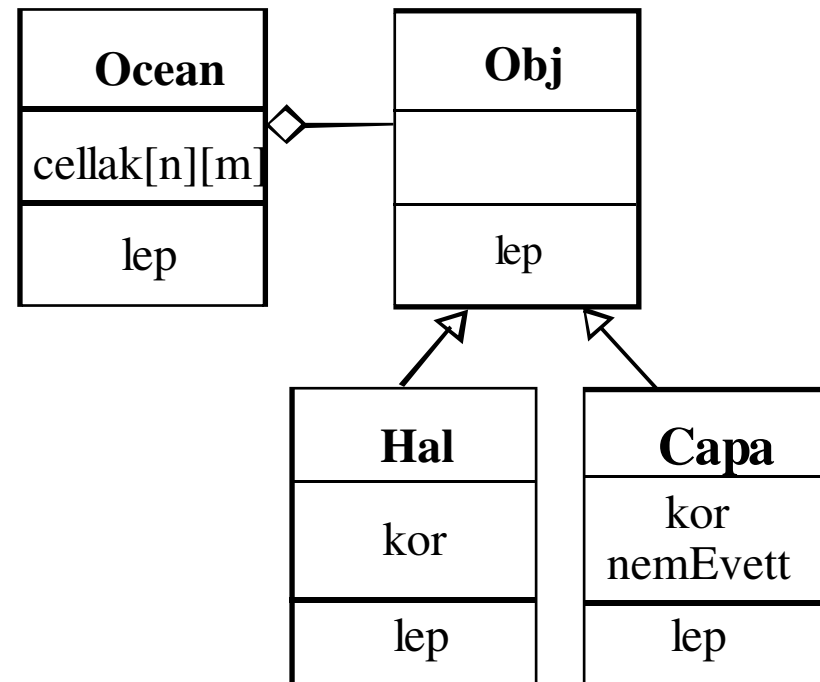 Ocean
cellak[n][m]
lep
Obj
lep
Hal
kor
lep
Capa
kor
nemEvett
lep